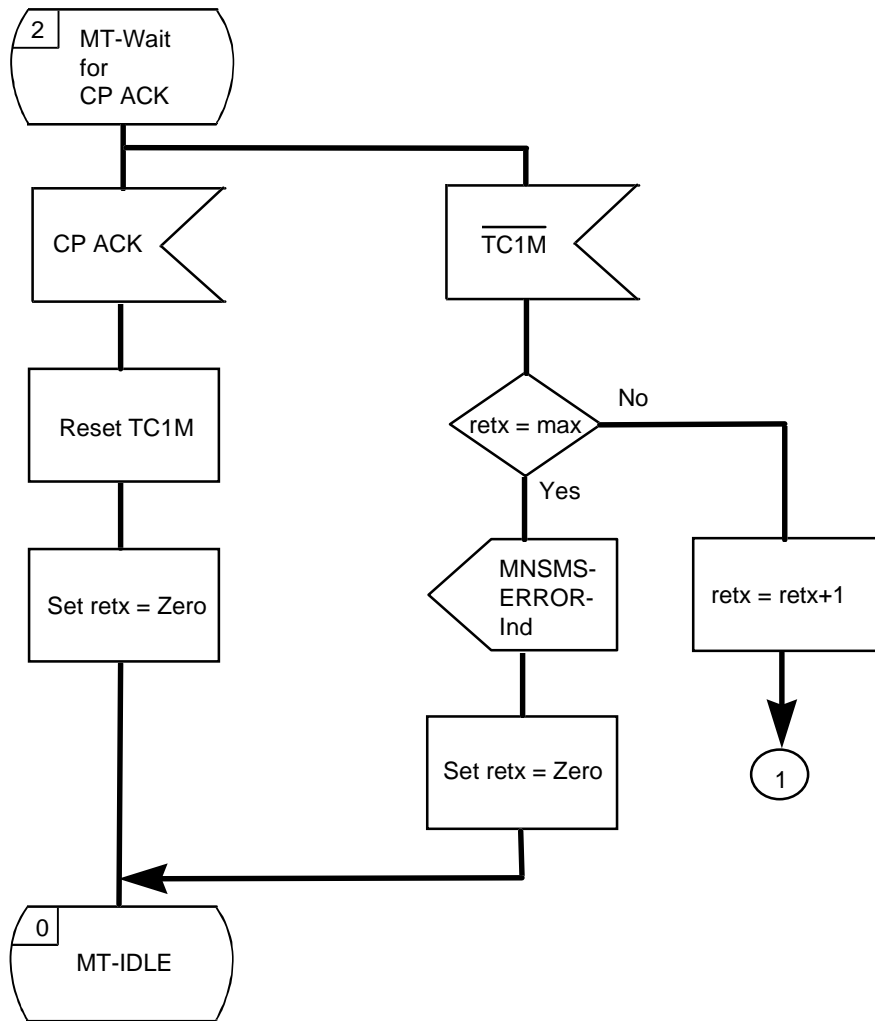 2
MT-Wait
for
CP ACK
CP ACK
TC1M
Reset TC1M
retx = max
No
Yes
Set retx = Zero
MNSMS-
ERROR-
Ind
retx = retx+1
Set retx = Zero
1
0
MT-IDLE